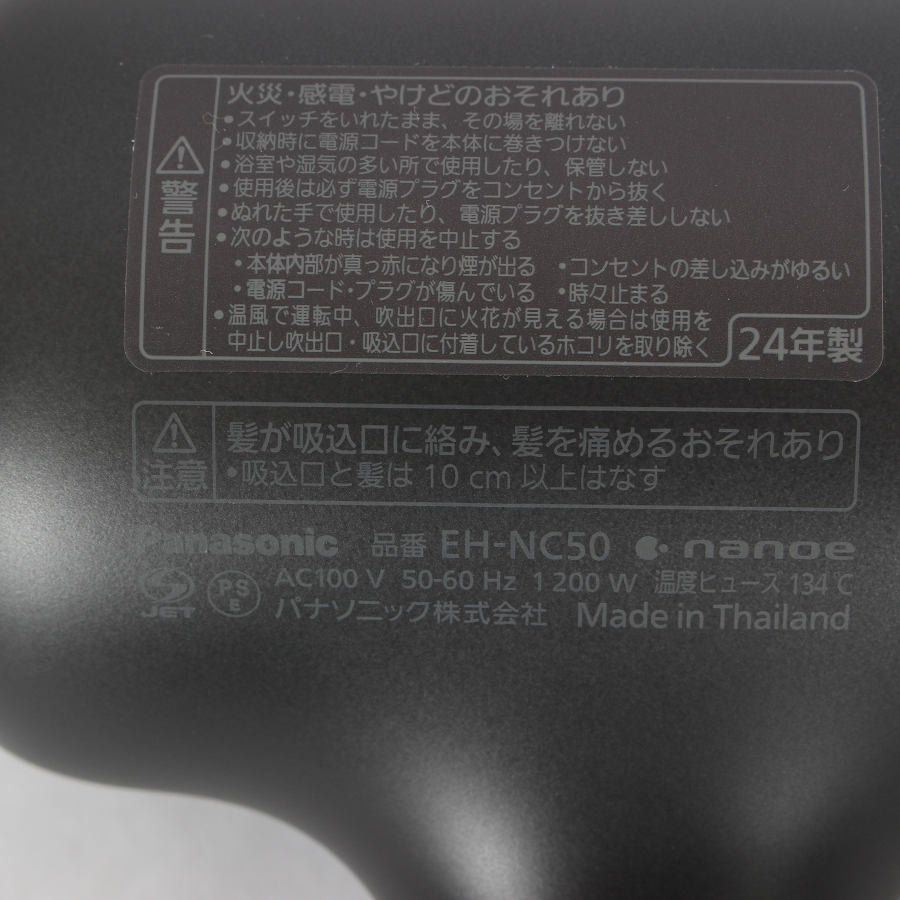 警告
火災・感電・やけどのおそれあり
•スイッチをいれたまま、その場を離れない
•収納時に電源コードを本体に巻きつけない
•浴室や湿気の多い所で使用したり、保管しない
•使用後は必ず電源プラグをコンセントから抜く
•ぬれた手で使用したり、電源プラグを抜き差ししない
•次のような時は使用を中止する
•本体内部が真っ赤になり煙が出る •コンセントの差し込みがゆるい
•電源コード・プラグが傷んでいる •時々止まる
•温風で運転中、吹出口に火花が見える場合は使用を
中止し吹出口・吸込口に付着しているホコリを取り除く
24年製
注意
髪が吸込口に絡み、髪を痛めるおそれあり
•吸込口と髪は 10 cm 以上はなす
Panasonic 品番 EH-NC50 nanoe
JET PSE AC100 V 50-60 Hz 1 200 W 温度ヒューズ 134 ℃
パナソニック株式会社 Made in Thailand